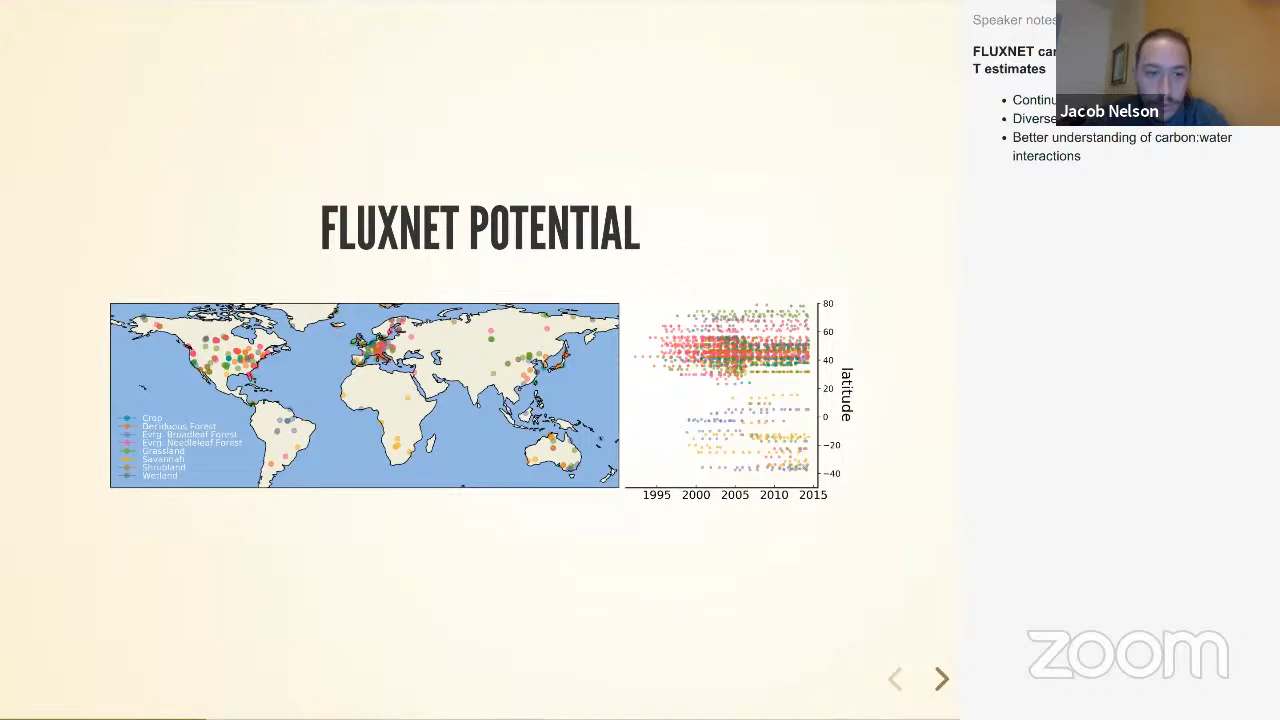 Speaker notes
FLUXNET
T estimates
Diverse
Better understanding of carbon:water
interactions
Jacob Nelson
FLUXNET POTENTIAL
Crop
Deciduous Forest
Evrg. Broadleaf Forest
Evrg. Needleleaf Forest
Grassland
Savannah
Shrubland
Wetland
80
60
40
20
0
−20
−40
latitude
1995 2000 2005 2010 2015
zoom